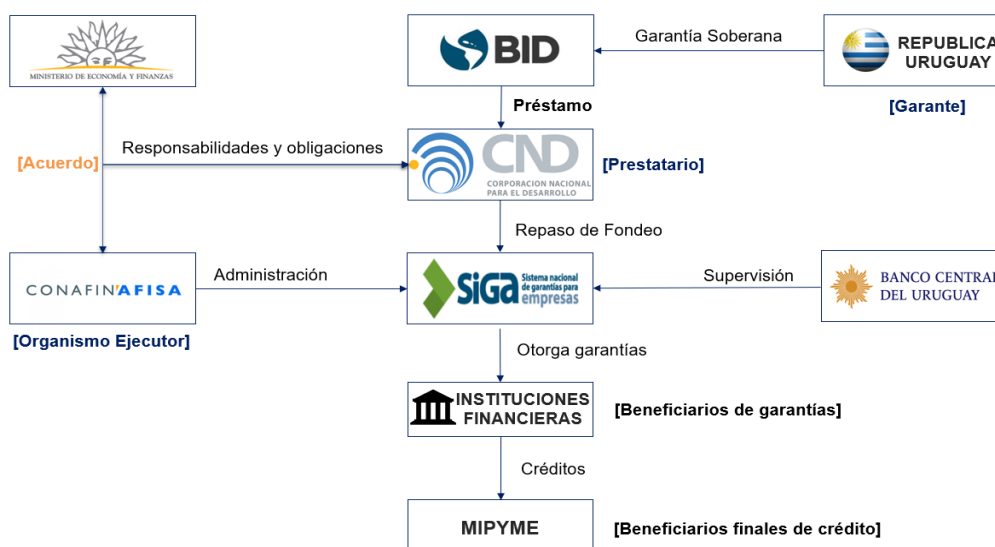 MINISTERIO DE ECONOMÍA Y FINANZAS
BID
Garantía Soberana
REPUBLICA
URUGUAY
[Garante]
Préstamo
[Acuerdo]
Responsabilidades y obligaciones
CND
CORPORACION NACIONAL
PARA EL DESARROLLO
[Prestatario]
Repaso de Fondeo
CONAFIN'AFISA
[Organismo Ejecutor]
Administración
SiGa
Sistema nacional
de garantías para
empresas
Supervisión
BANCO CENTRAL
DEL URUGUAY
Otorga garantías
INSTITUCIONES
FINANCIERAS
[Beneficiarios de garantías]
Créditos
MIPYME
[Beneficiarios finales de crédito]